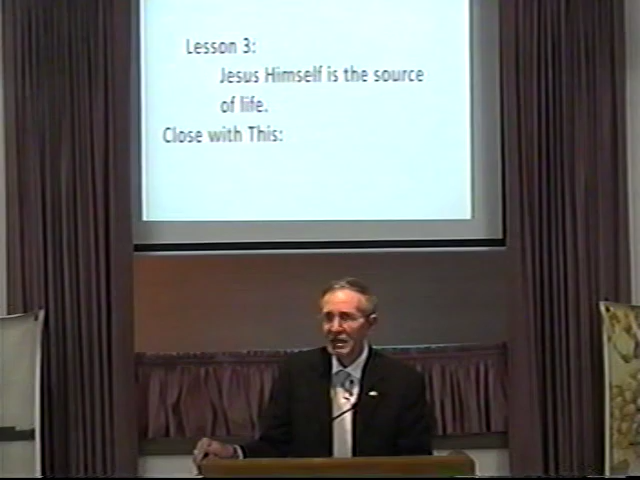 Lesson 3:
Jesus Himself is the source
of life.
Close with This: